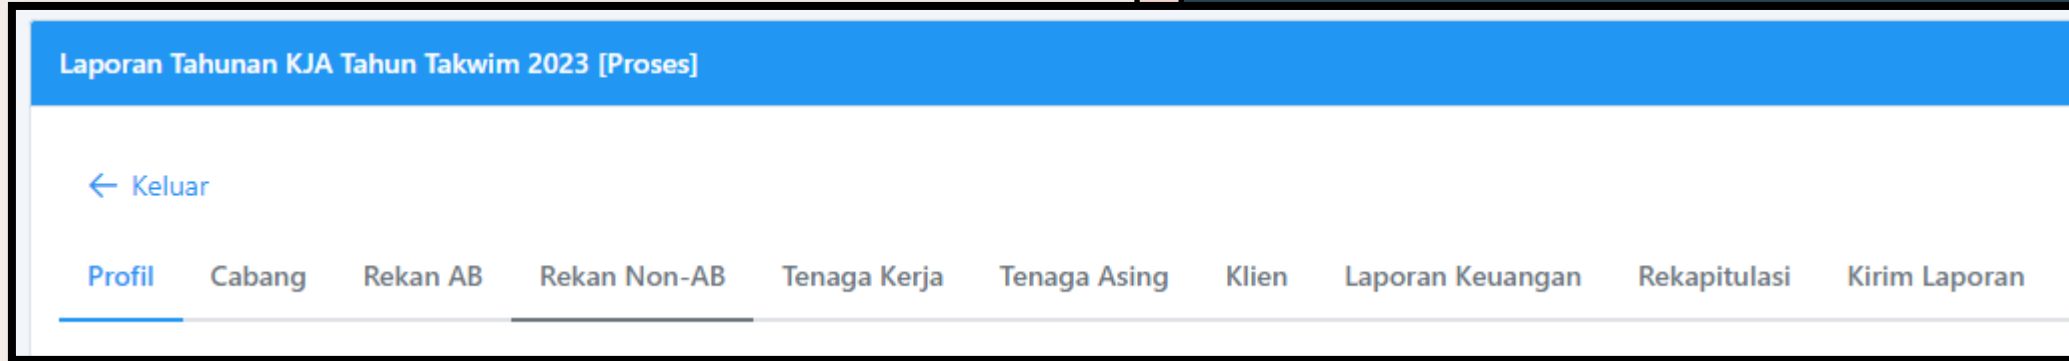 Laporan Tahunan KJA Tahun Takwim 2023 [Proses]
← Keluar
Profil Cabang Rekan AB Rekan Non-AB Tenaga Kerja Tenaga Asing Klien Laporan Keuangan Rekapitulasi Kirim Laporan